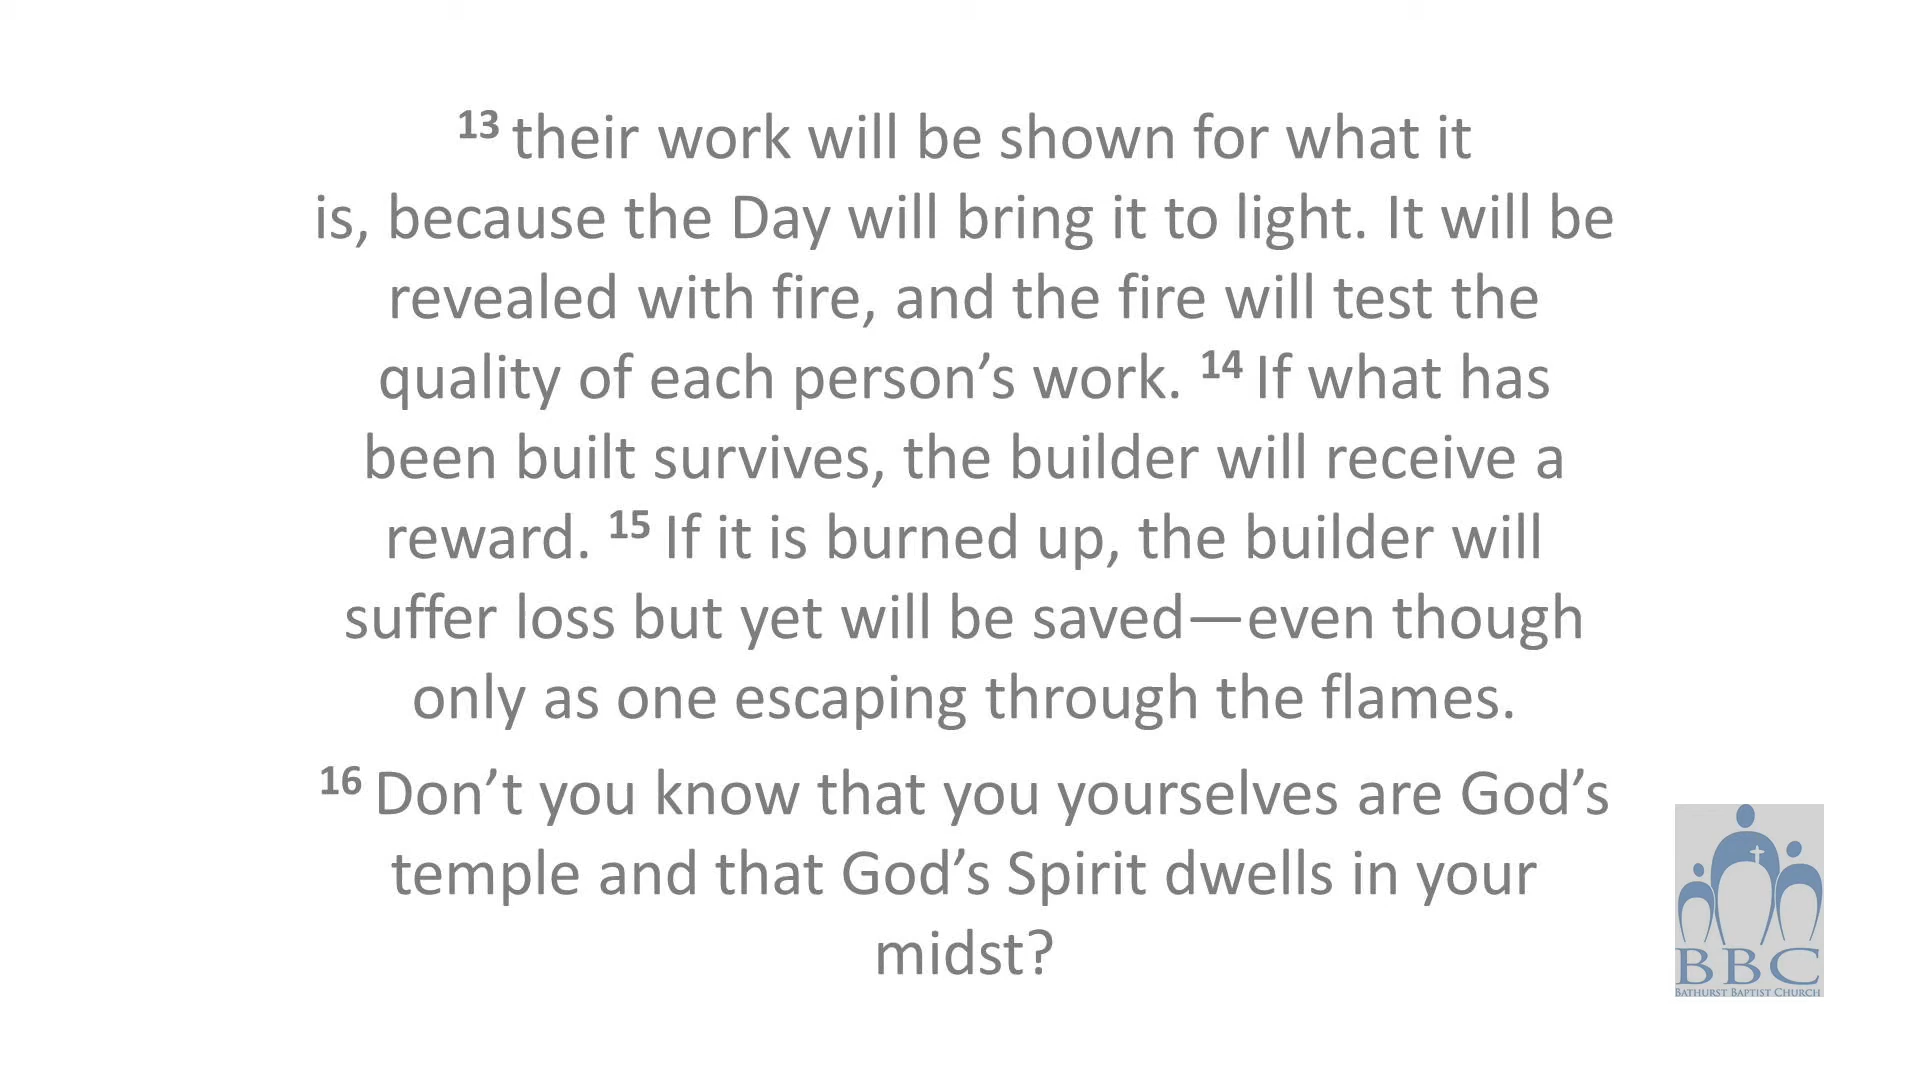 13 their work will be shown for what it
is, because the Day will bring it to light. It will be
revealed with fire, and the fire will test the
quality of each person’s work. 14 If what has
been built survives, the builder will receive a
reward. 15 If it is burned up, the builder will
suffer loss but yet will be saved—even though
only as one escaping through the flames.
16 Don’t you know that you yourselves are God’s
temple and that God’s Spirit dwells in your
midst?
BBC
BATHURST BAPTIST CHURCH